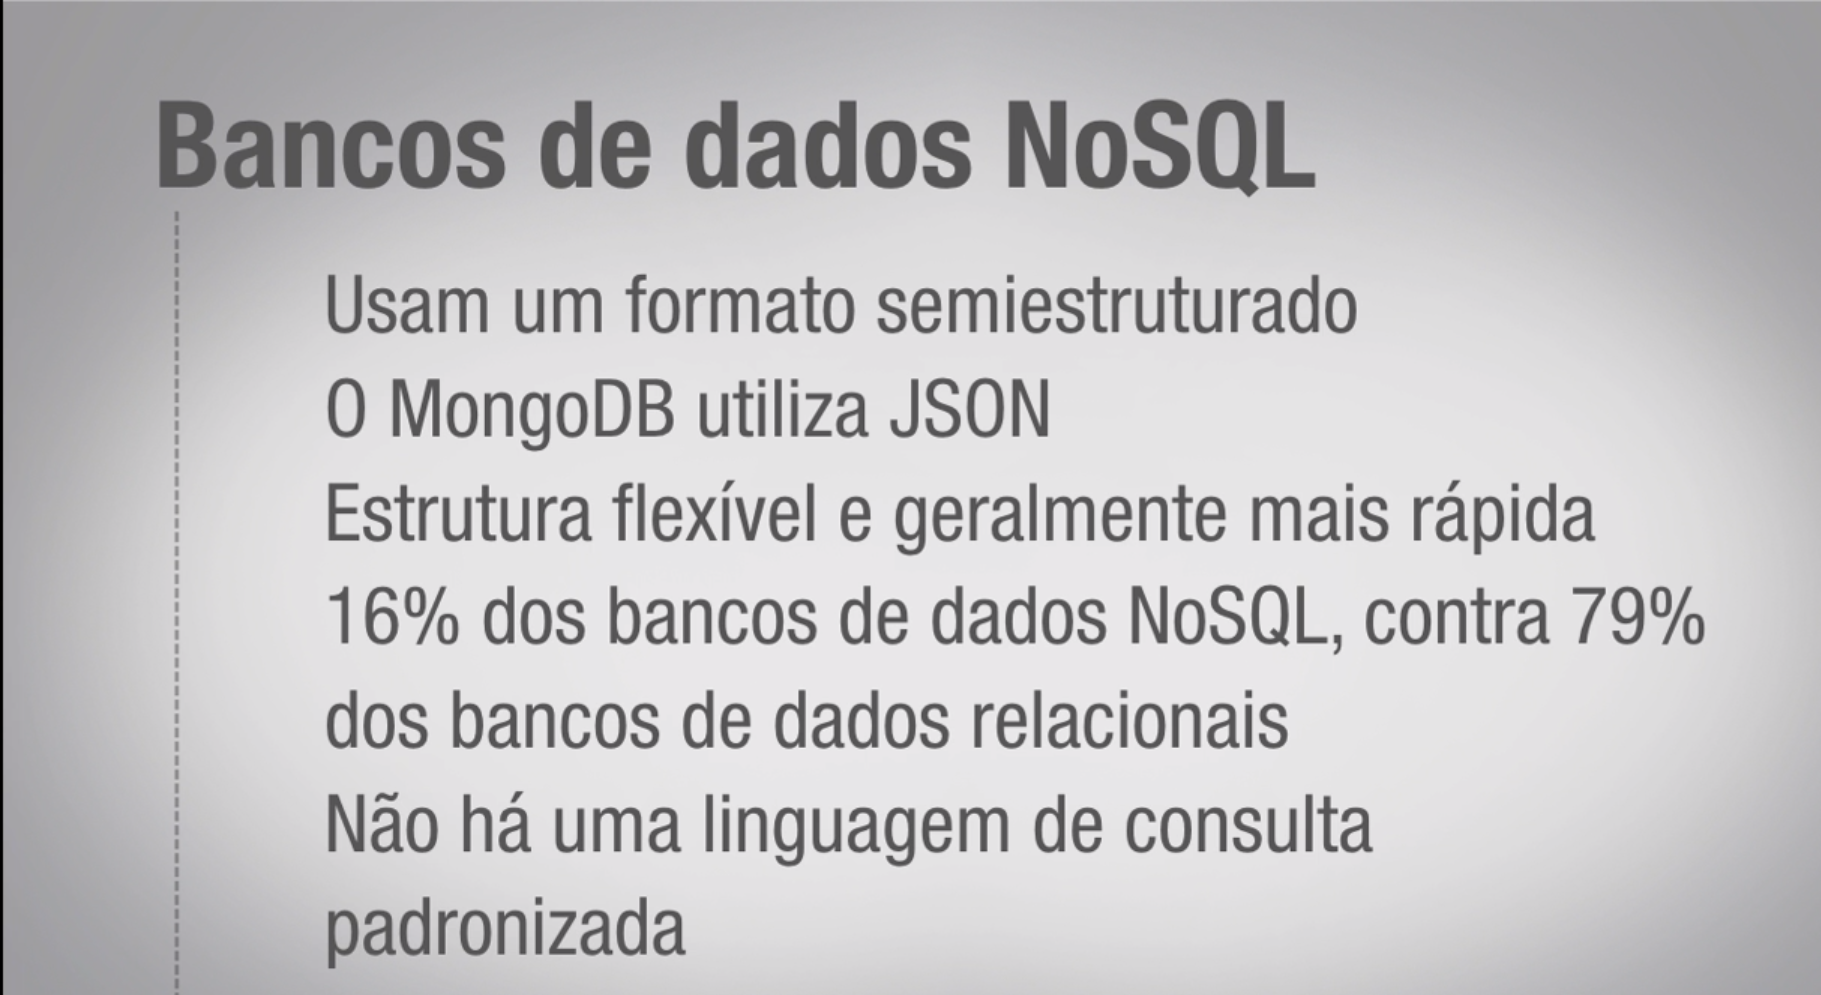 Bancos de dados NoSQL
Usam um formato semiestruturado
O MongoDB utiliza JSON
Estrutura flexível e geralmente mais rápida
16% dos bancos de dados NoSQL, contra 79%
dos bancos de dados relacionais
Não há uma linguagem de consulta
padronizada